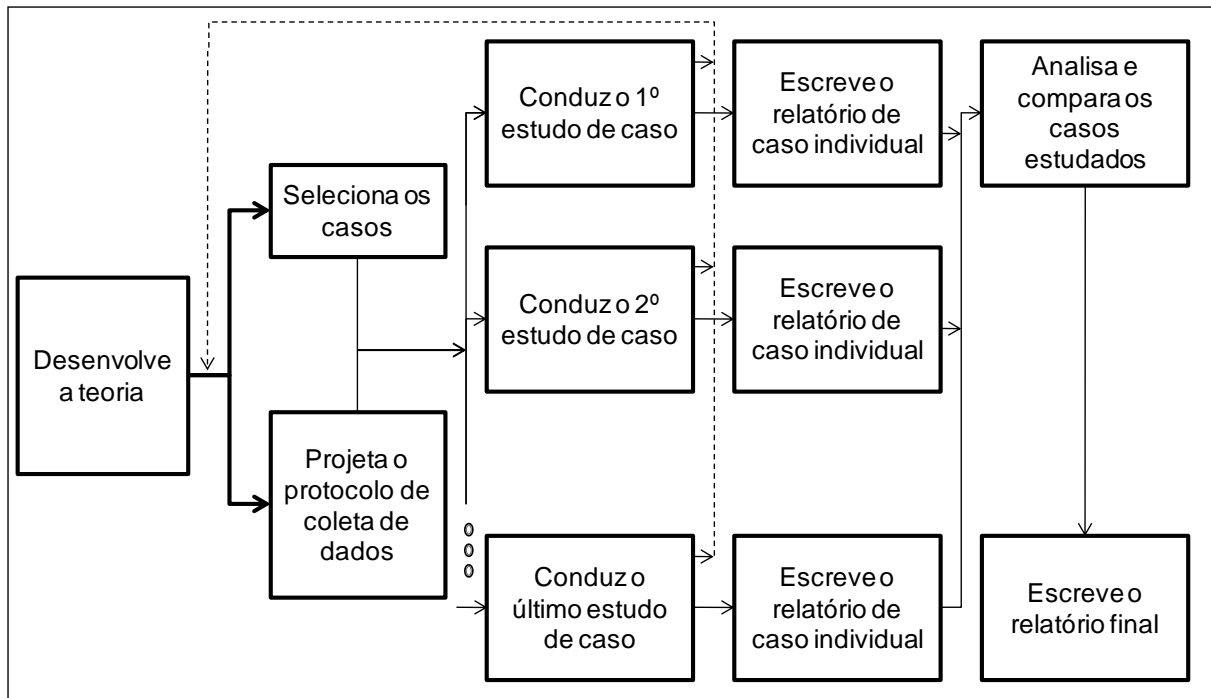 Desenvolve
a teoria
Seleciona os
casos
Projeta o
protocolo de
coleta de
dados
Conduz o 1º
estudo de caso
Escreve o
relatório de
caso individual
Conduz o 2º
estudo de caso
Escreve o
relatório de
caso individual
Conduz o
último estudo
de caso
Escreve o
relatório de
caso individual
Analisa e
compara os
casos
estudados
Escreve o
relatório final